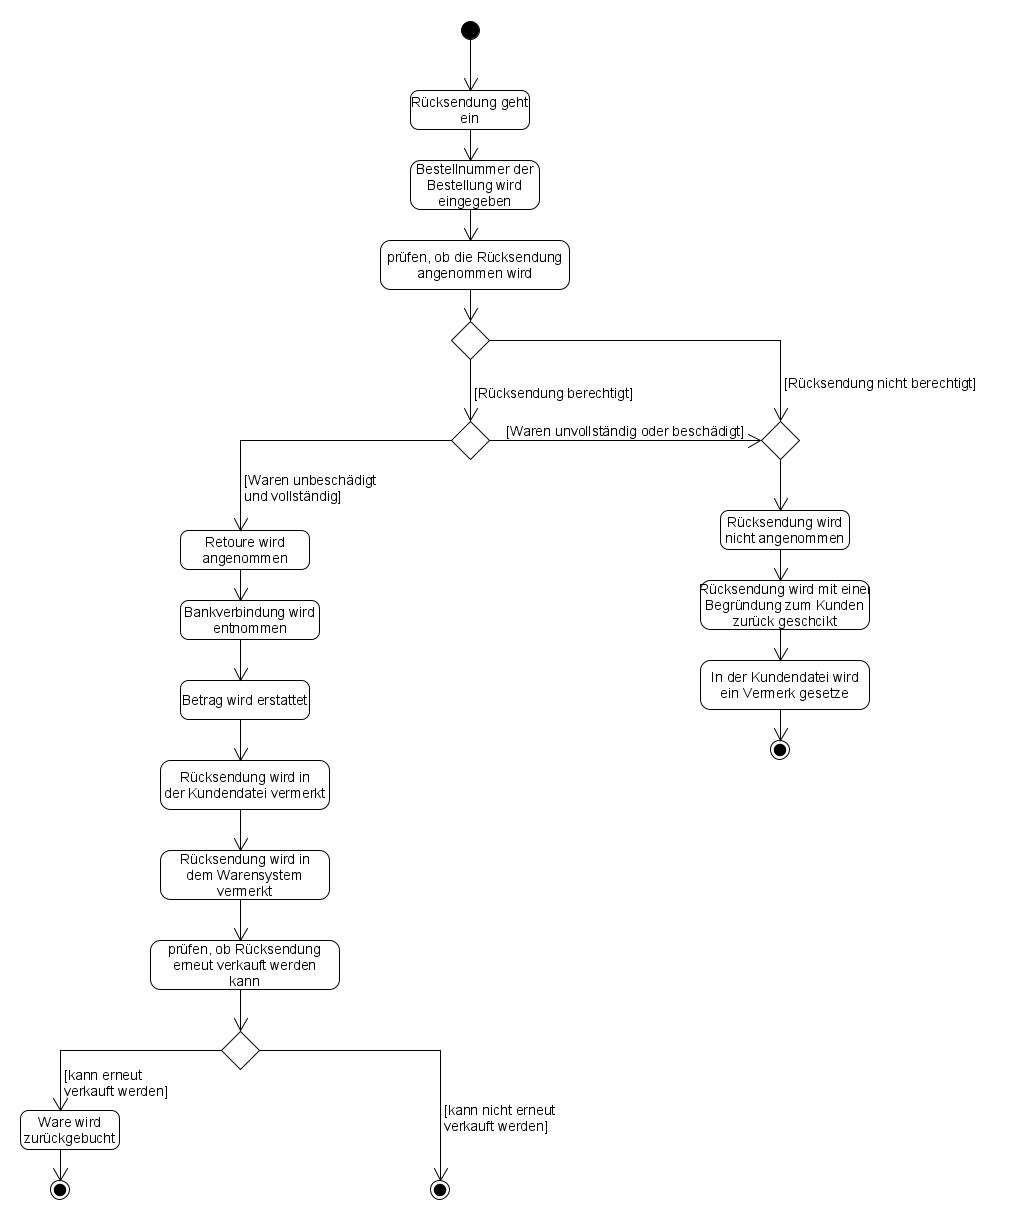 Rücksendung geht
ein
Bestellnummer der
Bestellung wird
eingegeben
prüfen, ob die Rücksendung
angenommen wird
[Rücksendung nicht berechtigt]
[Rücksendung berechtigt]
[Waren unvollständig oder beschädigt]
[Waren unbeschädigt
und vollständig]
Rücksendung wird
nicht angenommen
Retoure wird
angenommen
Rücksendung wird mit einer
Begründung zum Kunden
zurück geschcikt
Bankverbindung wird
entnommen
In der Kundendatei wird
ein Vermerk gesetze
Betrag wird erstattet
Rücksendung wird in
der Kundendatei vermerkt
Rücksendung wird in
dem Warensystem
vermerkt
prüfen, ob Rücksendung
erneut verkauft werden
kann
[kann erneut
verkauft werden]
[kann nicht erneut
verkauft werden]
Ware wird
zurückgebucht